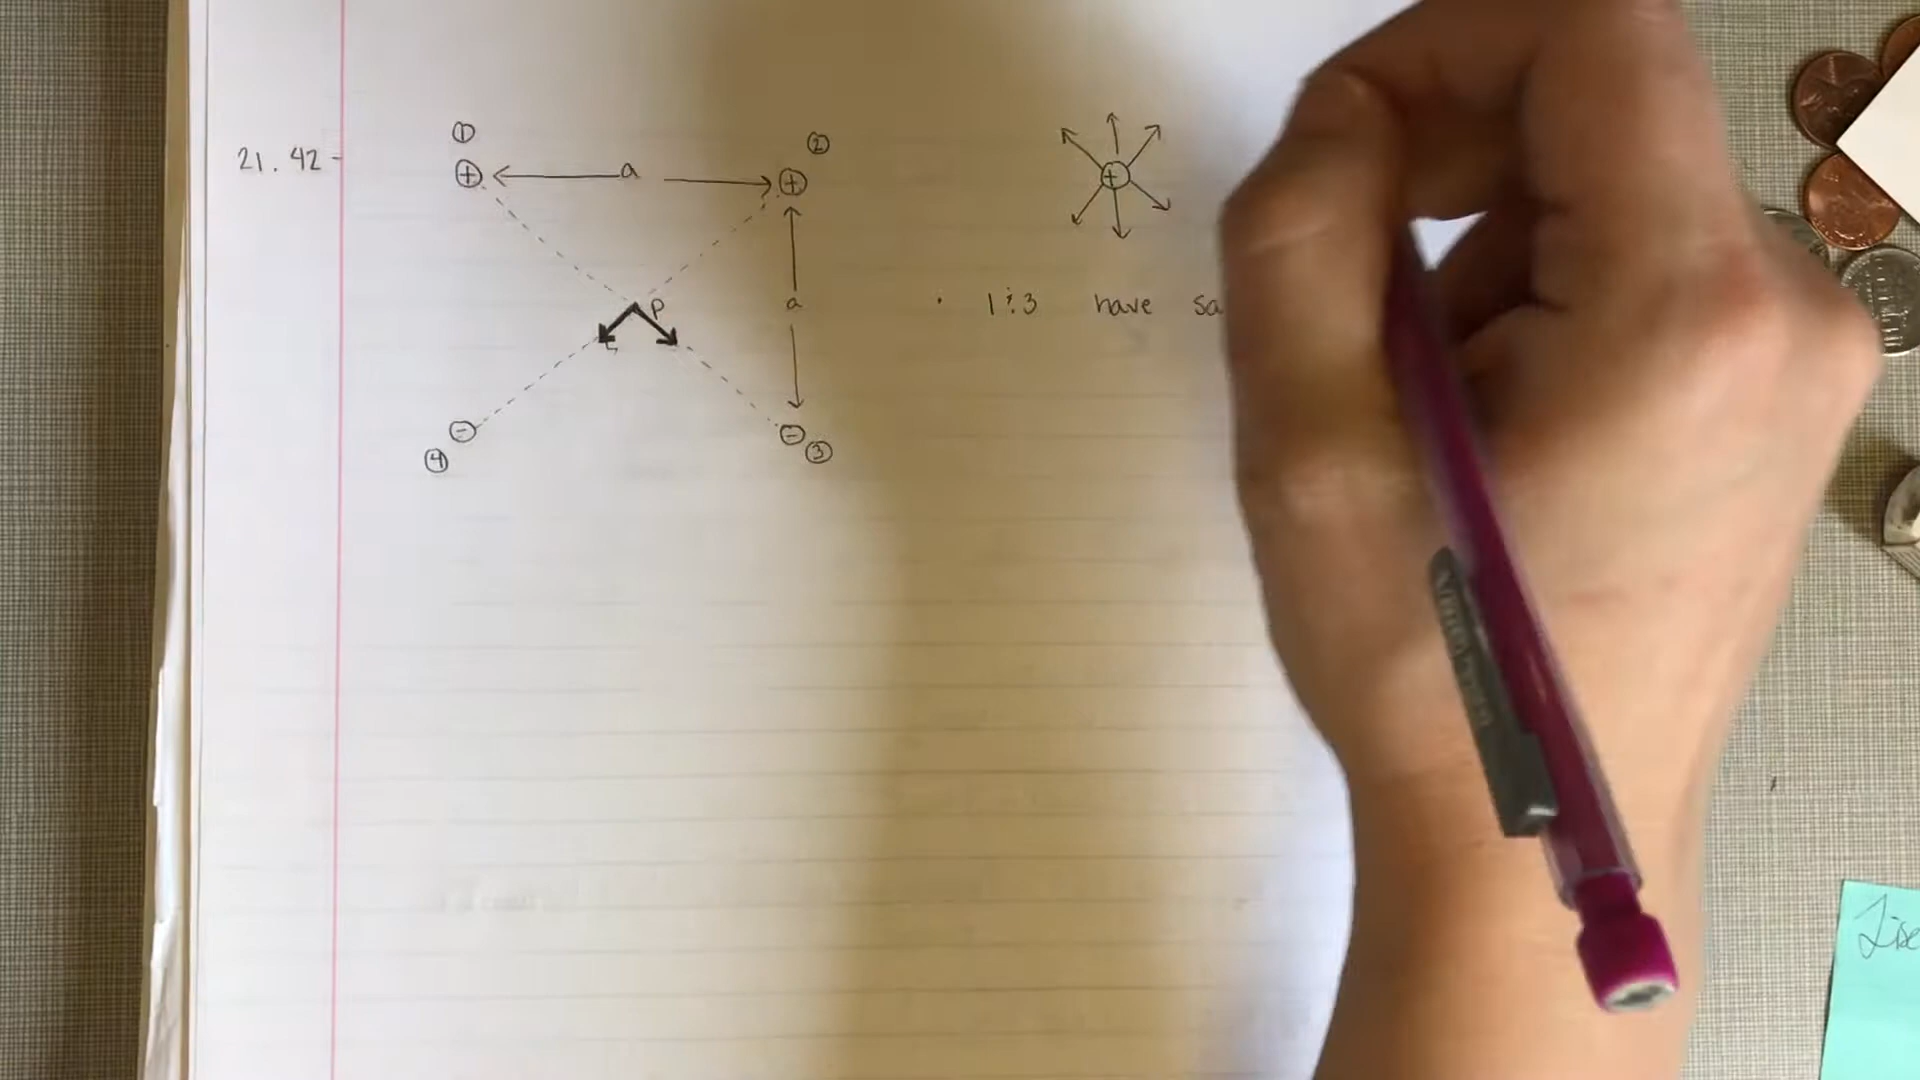 21. 42
①
②
+
a
+
+
P
a
· 1 & 3 have sa
-
-
④
③